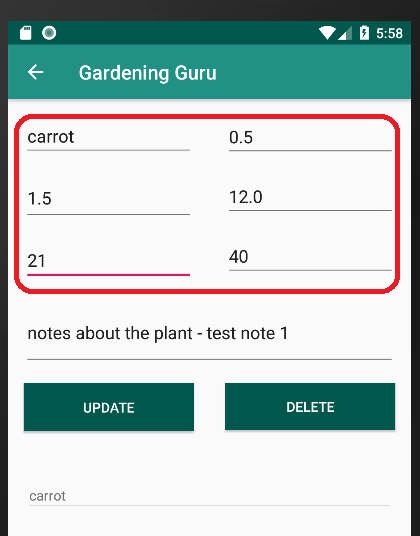 5:58
Gardening Guru
carrot 0.5
1.5 12.0
21 40
notes about the plant - test note 1
UPDATE DELETE
carrot